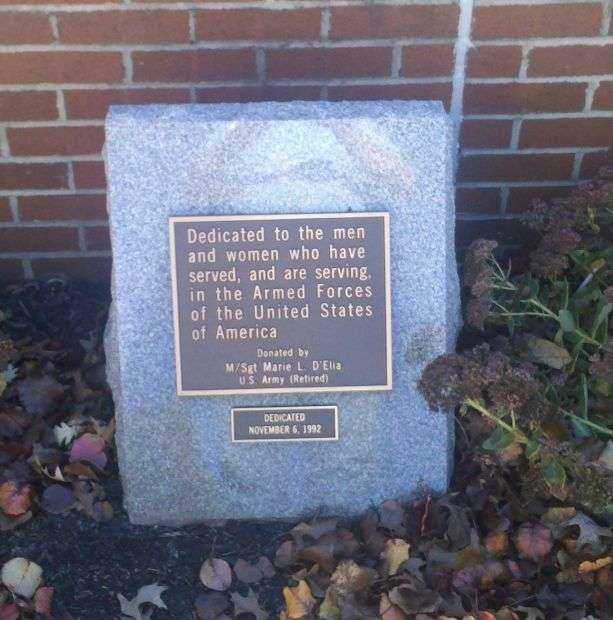 Dedicated to the men
and women who have
served, and are serving,
in the Armed Forces
of the United States
of America
Donated by
M/Sgt Marie L. D'Elia
U.S. Army (Retired)
DEDICATED
NOVEMBER 6, 1992